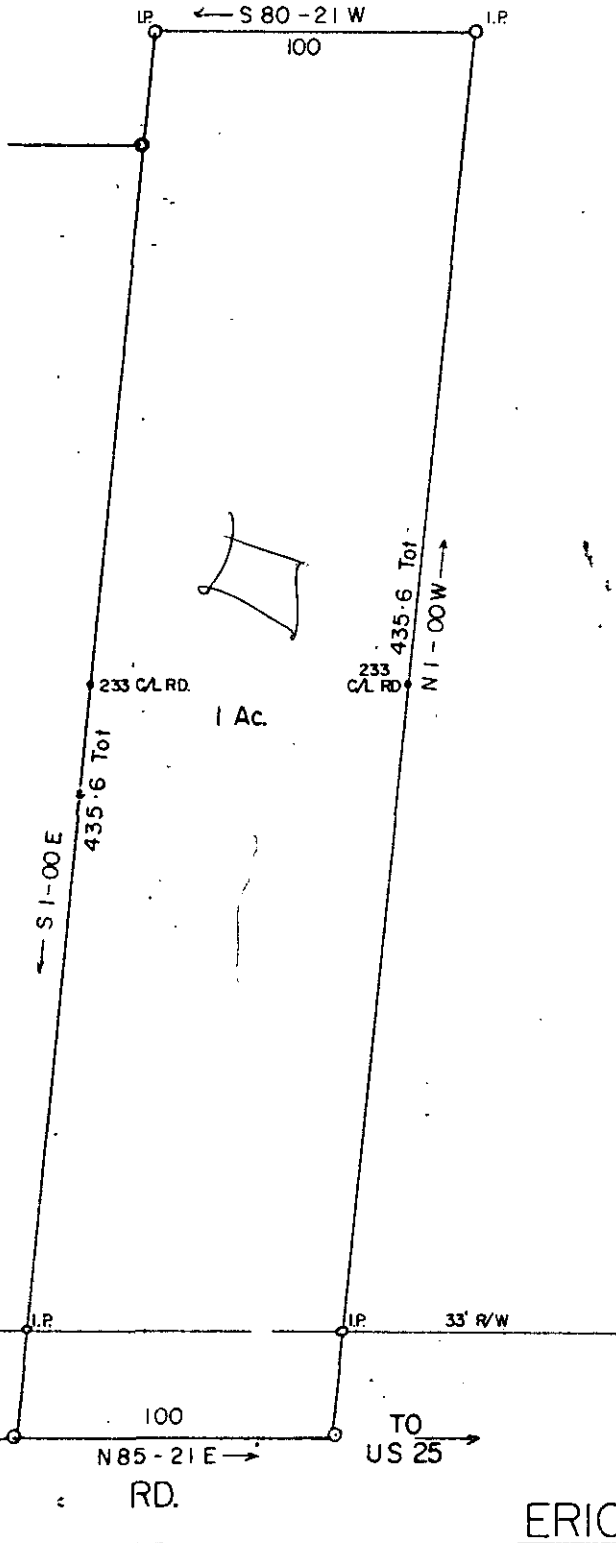 I.P. ← S 80-21 W I.P.
100
435.6 Tot
N 1-00 W →
233 C/L RD.
233
C/L RD
1 Ac.
435.6 Tot
← S 1-00 E
I.P. I.P. 33' R/W
100
N 85-21 E →
TO
US 25
RD.
ERIC